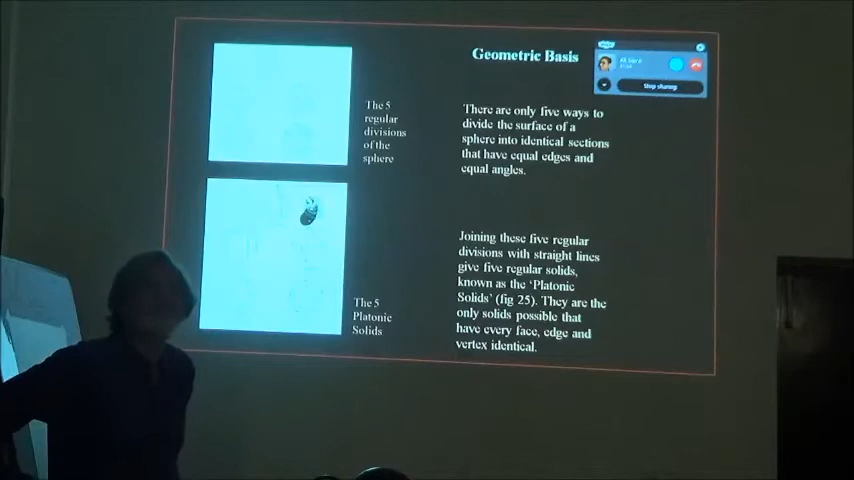 Geometric Basis
Stop sharing
The 5
regular
divisions
of the
sphere
There are only five ways to
divide the surface of a
sphere into identical sections
that have equal edges and
equal angles.
Joining these five regular
divisions with straight lines
give five regular solids,
known as the 'Platonic
Solids' (fig 25). They are the
only solids possible that
have every face, edge and
vertex identical.
The 5
Platonic
Solids